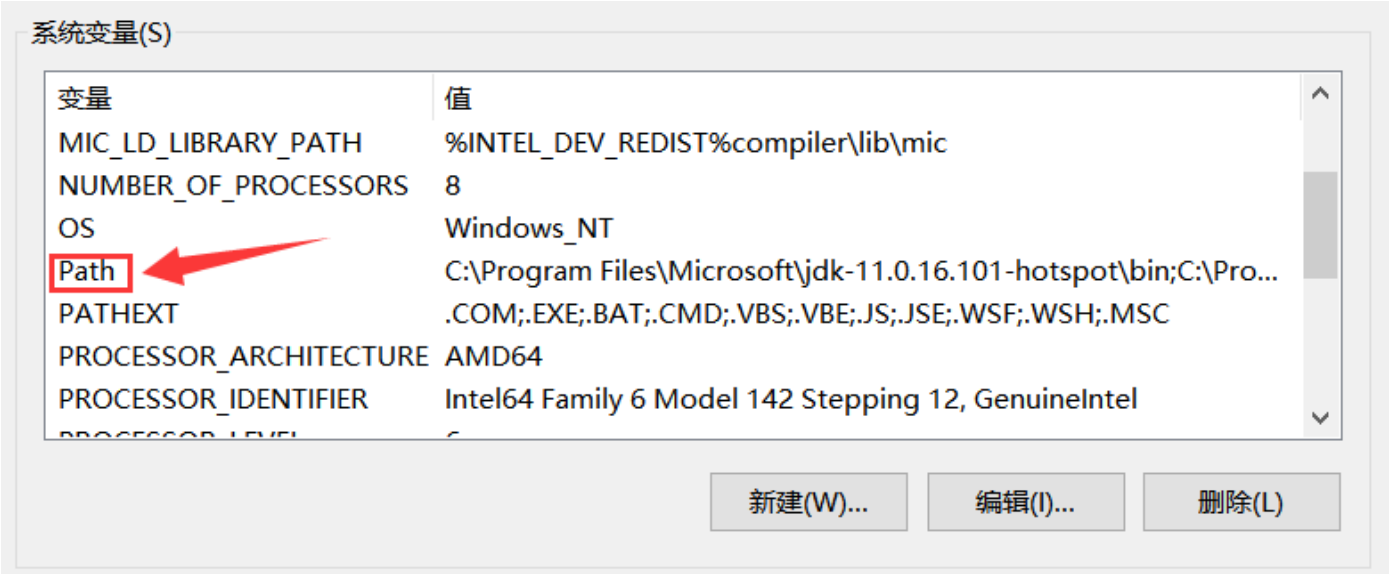 系统变量(S)
变量 值
MIC_LD_LIBRARY_PATH %INTEL_DEV_REDIST%compiler\lib\mic
NUMBER_OF_PROCESSORS 8
OS Windows_NT
Path C:\Program Files\Microsoft\jdk-11.0.16.101-hotspot\bin;C:\Pro...
PATHEXT .COM;.EXE;.BAT;.CMD;.VBS;.VBE;.JS;.JSE;.WSF;.WSH;.MSC
PROCESSOR_ARCHITECTURE AMD64
PROCESSOR_IDENTIFIER Intel64 Family 6 Model 142 Stepping 12, GenuineIntel
新建(W)... 编辑(I)... 删除(L)